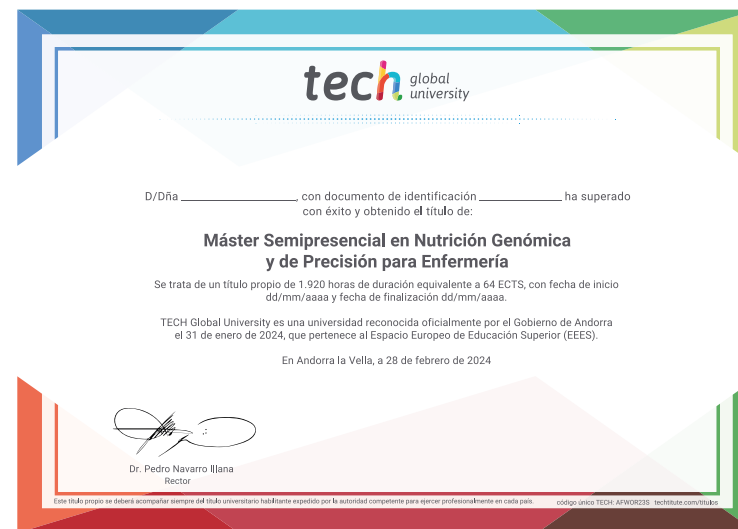 tech global
university
D/Dña ______________, con documento de identificación ______________ ha superado
con éxito y obtenido el título de:
Máster Semipresencial en Nutrición Genómica
y de Precisión para Enfermería
Se trata de un título propio de 1.920 horas de duración equivalente a 64 ECTS, con fecha de inicio
dd/mm/aaaa y fecha de finalización dd/mm/aaaa.
TECH Global University es una universidad reconocida oficialmente por el Gobierno de Andorra
el 31 de enero de 2024, que pertenece al Espacio Europeo de Educación Superior (EEES).
En Andorra la Vella, a 28 de febrero de 2024
Dr. Pedro Navarro Illana
Rector
Este título propio se deberá acompañar siempre del título universitario habilitante expedido por la autoridad competente para ejercer profesionalmente en cada país. código único TECH: AFWOR23S techtitute.com/titulos